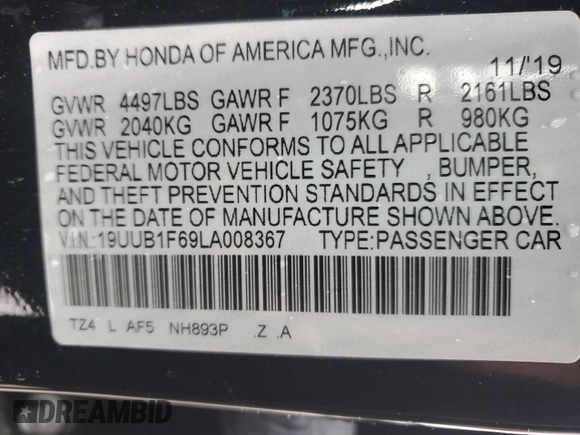 MFD.BY HONDA OF AMERICA MFG.,INC.
11/'19
GVWR 4497LBS GAWR F 2370LBS R 2161LBS
GVWR 2040KG GAWR F 1075KG R 980KG
THIS VEHICLE CONFORMS TO ALL APPLICABLE
FEDERAL MOTOR VEHICLE SAFETY , BUMPER,
AND THEFT PREVENTION STANDARDS IN EFFECT
ON THE DATE OF MANUFACTURE SHOWN ABOVE.
V.I.N.:19UUB1F69LA008367 TYPE:PASSENGER CAR
TZ4 L AF5 NH893P .Z .A
DREAMBID